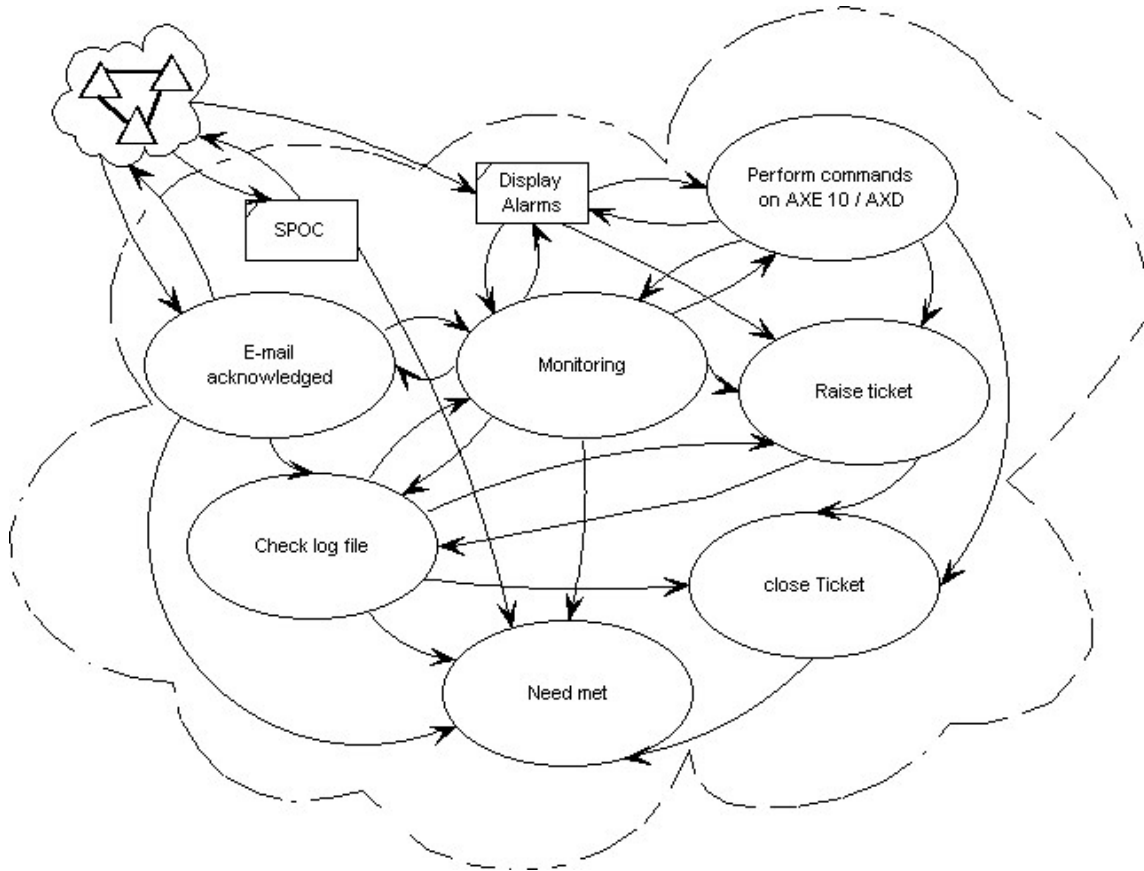 Display
Alarms
Perform commands
on AXE 10 / AXD
SPOC
E-mail
acknowledged
Monitoring
Raise ticket
Check log file
close Ticket
Need met